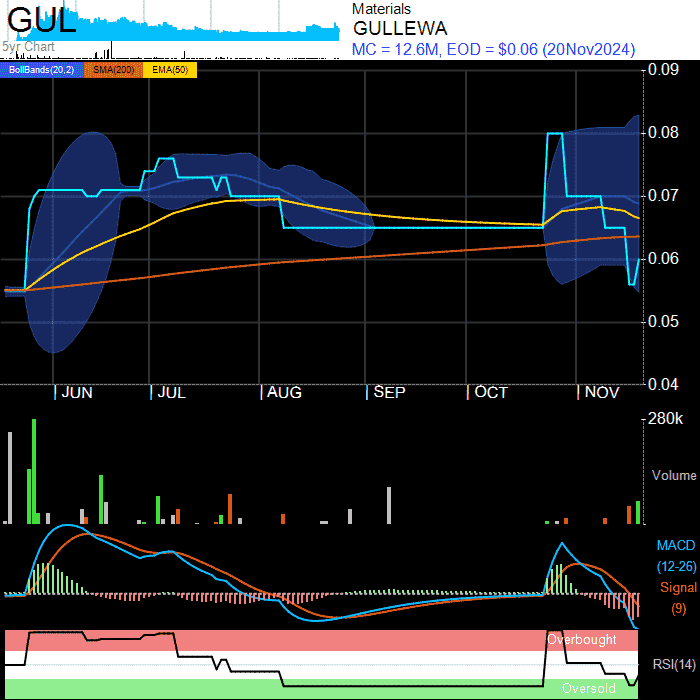 GUL
5yr Chart
Materials
GULLEWA
MC = 12.6M, EOD = $0.06 (20Nov2024)
BollBands(20,2) SMA(200) EMA(50)
0.09
0.08
0.07
0.06
0.05
0.04
JUN JUL AUG SEP OCT NOV
280k
Volume
MACD
(12-26)
Signal
(9)
Overbought
RSI(14)
Oversold